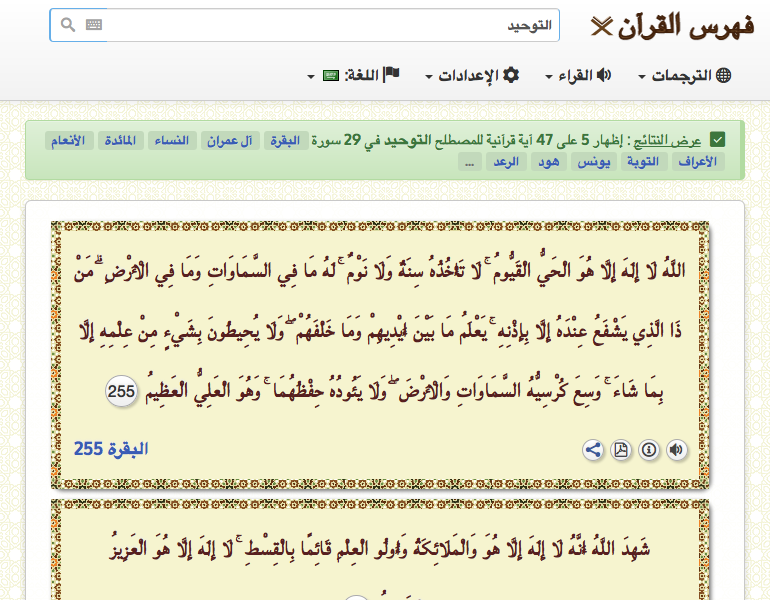 فهرس القرآن
التوحيد
الترجمات القراء الإعدادات اللغة:
عرض النتائج : إظهار 5 على 47 آية قرآنية للمصطلح التوحيد في 29 سورة البقرة آل عمران النساء المائدة الأنعام
الأعراف التوبة يونس هود الرعد ...
اللَّهُ لَا إِلَٰهَ إِلَّا هُوَ الْحَيُّ الْقَيُّومُ ۚ لَا تَأْخُذُهُ سِنَةٌ وَلَا نَوْمٌ ۚ لَهُ مَا فِي السَّمَاوَاتِ وَمَا فِي الْأَرْضِ ۗ مَنْ
ذَا الَّذِي يَشْفَعُ عِنْدَهُ إِلَّا بِإِذْنِهِ ۚ يَعْلَمُ مَا بَيْنَ أَيْدِيهِمْ وَمَا خَلْفَهُمْ ۖ وَلَا يُحِيطُونَ بِشَيْءٍ مِنْ عِلْمِهِ إِلَّا
بِمَا شَاءَ ۚ وَسِعَ كُرْسِيُّهُ السَّمَاوَاتِ وَالْأَرْضَ ۖ وَلَا يَئُودُهُ حِفْظُهُمَا ۚ وَهُوَ الْعَلِيُّ الْعَظِيمُ 255
البقرة 255
شَهِدَ اللَّهُ أَنَّهُ لَا إِلَٰهَ إِلَّا هُوَ وَالْمَلَائِكَةُ وَأُولُو الْعِلْمِ قَائِمًا بِالْقِسْطِ ۚ لَا إِلَٰهَ إِلَّا هُوَ الْعَزِيزُ